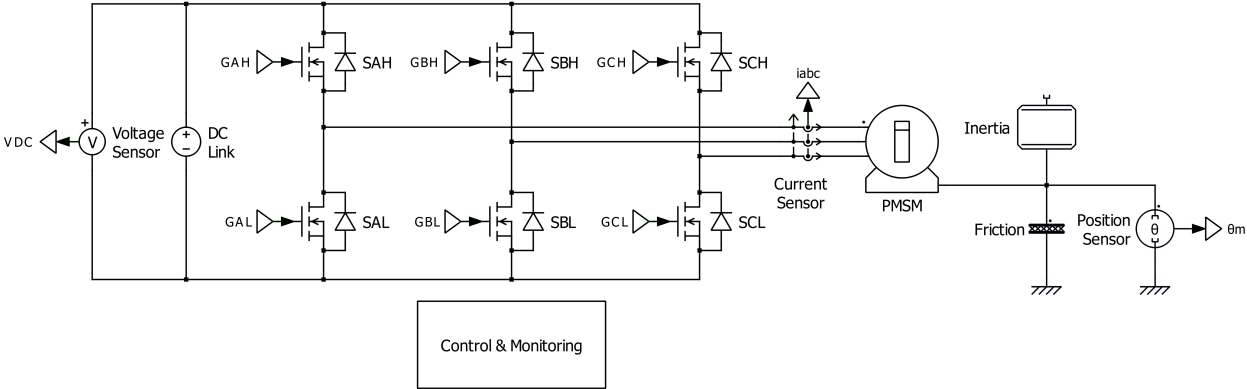 GAH
SAH
GBH
SBH
GCH
SCH
iabc
+
VDC
V
Voltage
Sensor
+
−
DC
Link
Inertia
Current
Sensor
PMSM
GAL
SAL
GBL
SBL
GCL
SCL
Friction
Position
Sensor
θ
θm
Control & Monitoring